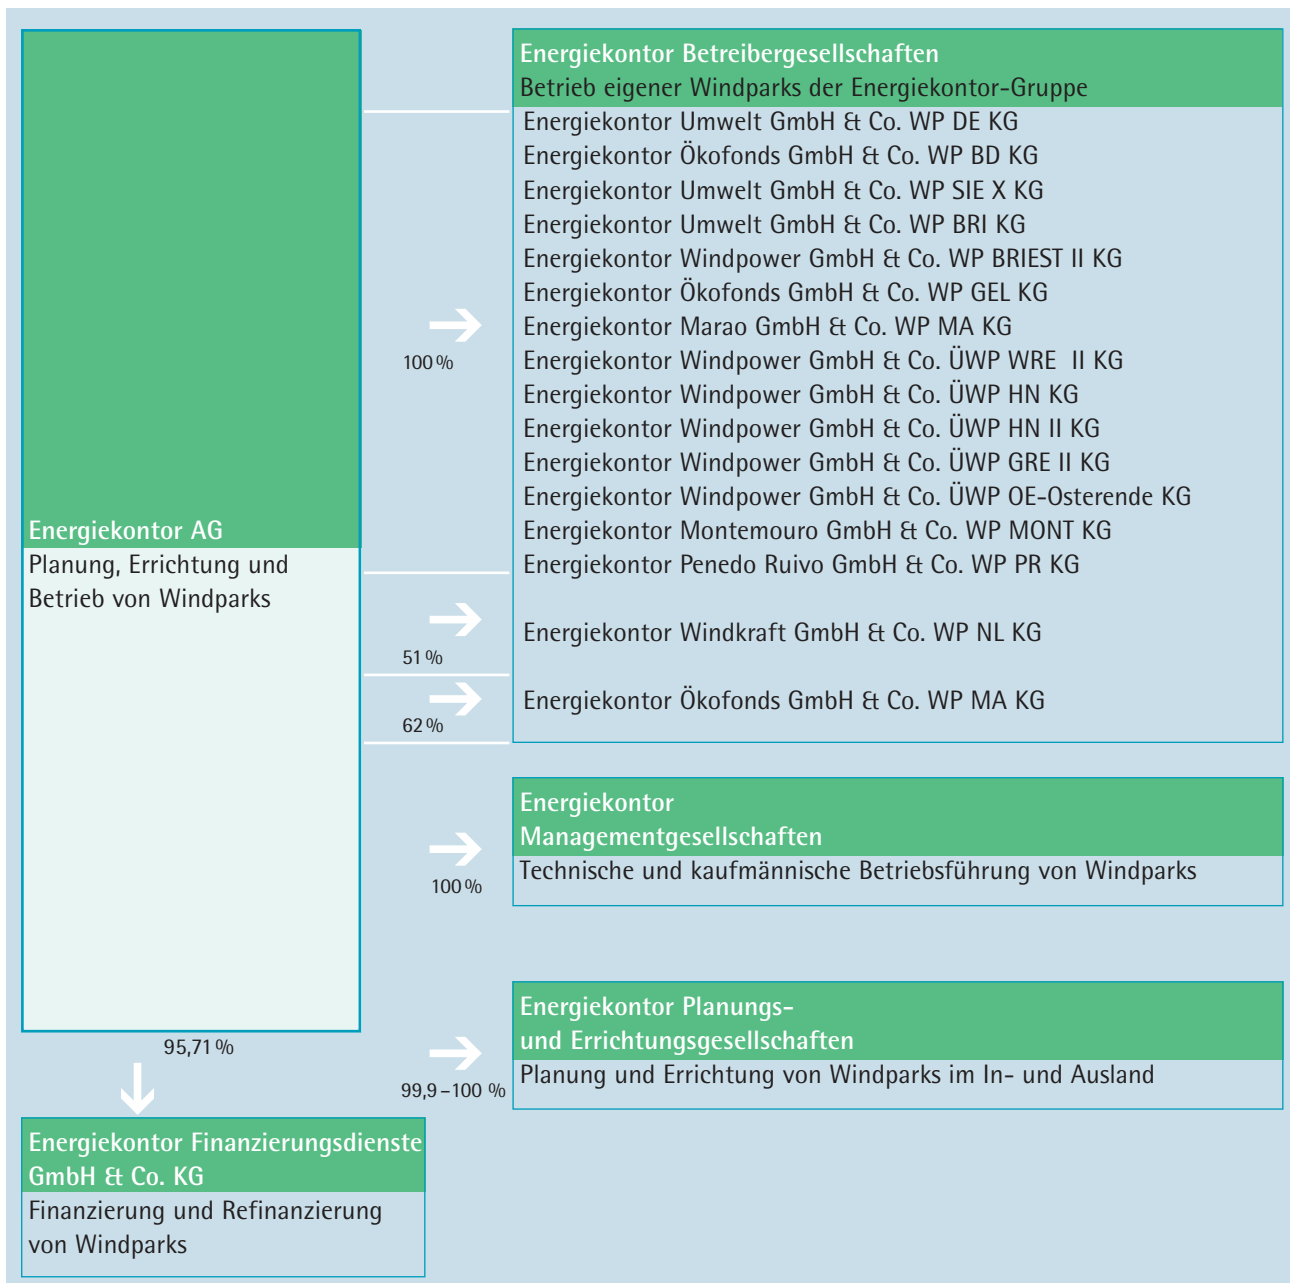 Energiekontor AG
Planung, Errichtung und
Betrieb von Windparks
Energiekontor Betreibergesellschaften
Betrieb eigener Windparks der Energiekontor-Gruppe
100 %
Energiekontor Umwelt GmbH & Co. WP DE KG
Energiekontor Ökofonds GmbH & Co. WP BD KG
Energiekontor Umwelt GmbH & Co. WP SIE X KG
Energiekontor Umwelt GmbH & Co. WP BRI KG
Energiekontor Windpower GmbH & Co. WP BRIEST II KG
Energiekontor Ökofonds GmbH & Co. WP GEL KG
Energiekontor Marao GmbH & Co. WP MA KG
Energiekontor Windpower GmbH & Co. ÜWP WRE II KG
Energiekontor Windpower GmbH & Co. ÜWP HN KG
Energiekontor Windpower GmbH & Co. ÜWP HN II KG
Energiekontor Windpower GmbH & Co. ÜWP GRE II KG
Energiekontor Windpower GmbH & Co. ÜWP OE-Osterende KG
Energiekontor Montemouro GmbH & Co. WP MONT KG
Energiekontor Penedo Ruivo GmbH & Co. WP PR KG
51 %
Energiekontor Windkraft GmbH & Co. WP NL KG
62 %
Energiekontor Ökofonds GmbH & Co. WP MA KG
100 %
Energiekontor
Managementgesellschaften
Technische und kaufmännische Betriebsführung von Windparks
99,9 – 100 %
Energiekontor Planungs-
und Errichtungsgesellschaften
Planung und Errichtung von Windparks im In- und Ausland
95,71 %
Energiekontor Finanzierungsdienste
GmbH & Co. KG
Finanzierung und Refinanzierung
von Windparks